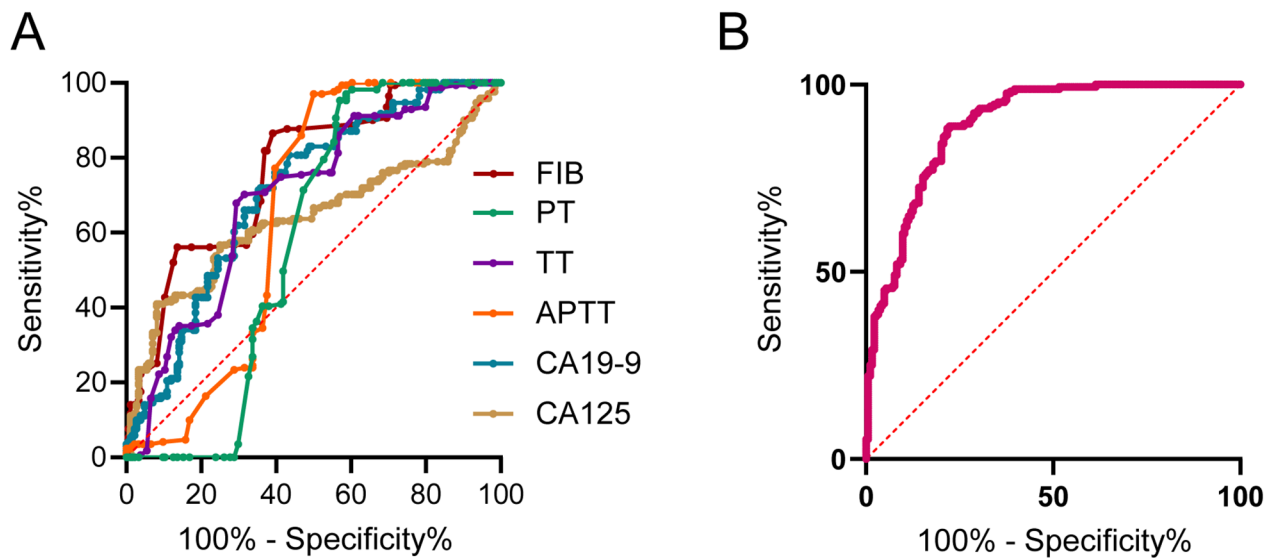 A
Sensitivity%
100
80
60
40
20
0
0 20 40 60 80 100
100% - Specificity%
FIB
PT
TT
APTT
CA19-9
CA125
B
Sensitivity%
100
50
0
0 50 100
100% - Specificity%